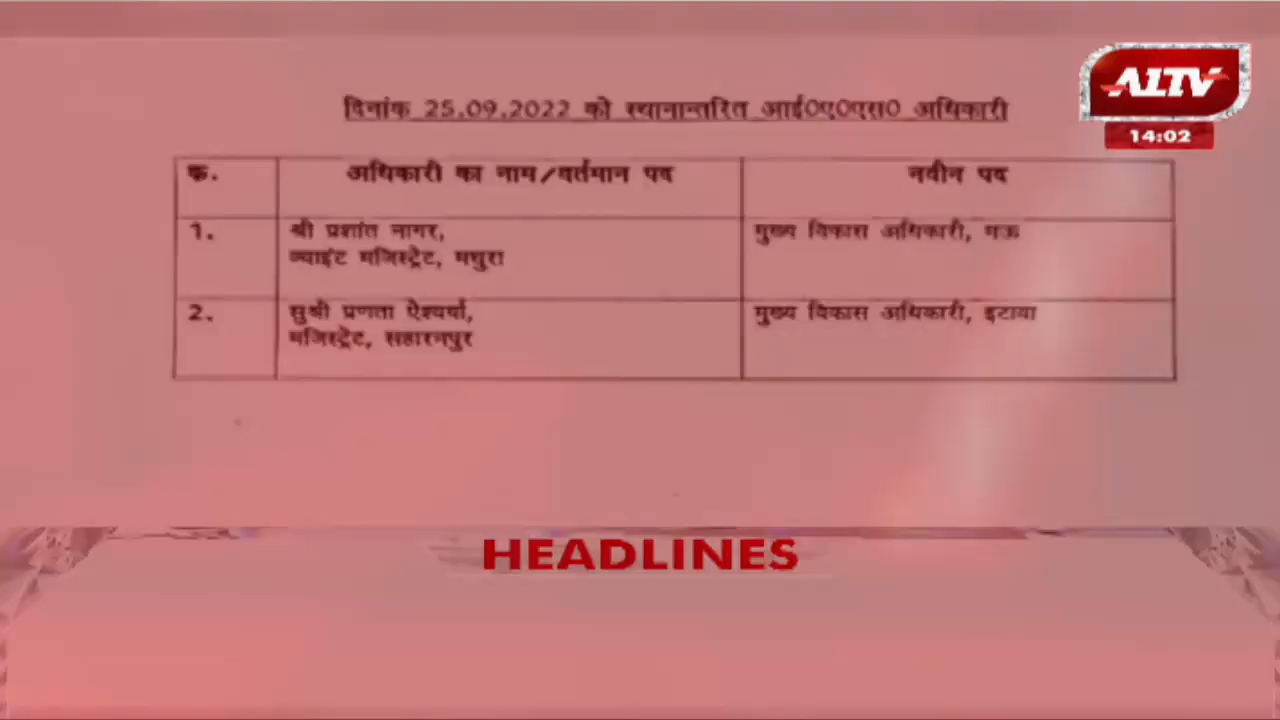 A1TV
14:02
दिनांक 25.09.2022 को स्थानान्तरित आई0ए0एस0 अधिकारी
क. अधिकारी का नाम/वर्तमान पद नवीन पद
1. श्री प्रशांत नागर, मुख्य विकास अधिकारी, मऊ
ज्वाइंट मजिस्ट्रेट, मथुरा
2. सुश्री प्रणता ऐश्वर्या, मुख्य विकास अधिकारी, इटावा
मजिस्ट्रेट, सहारनपुर
HEADLINES